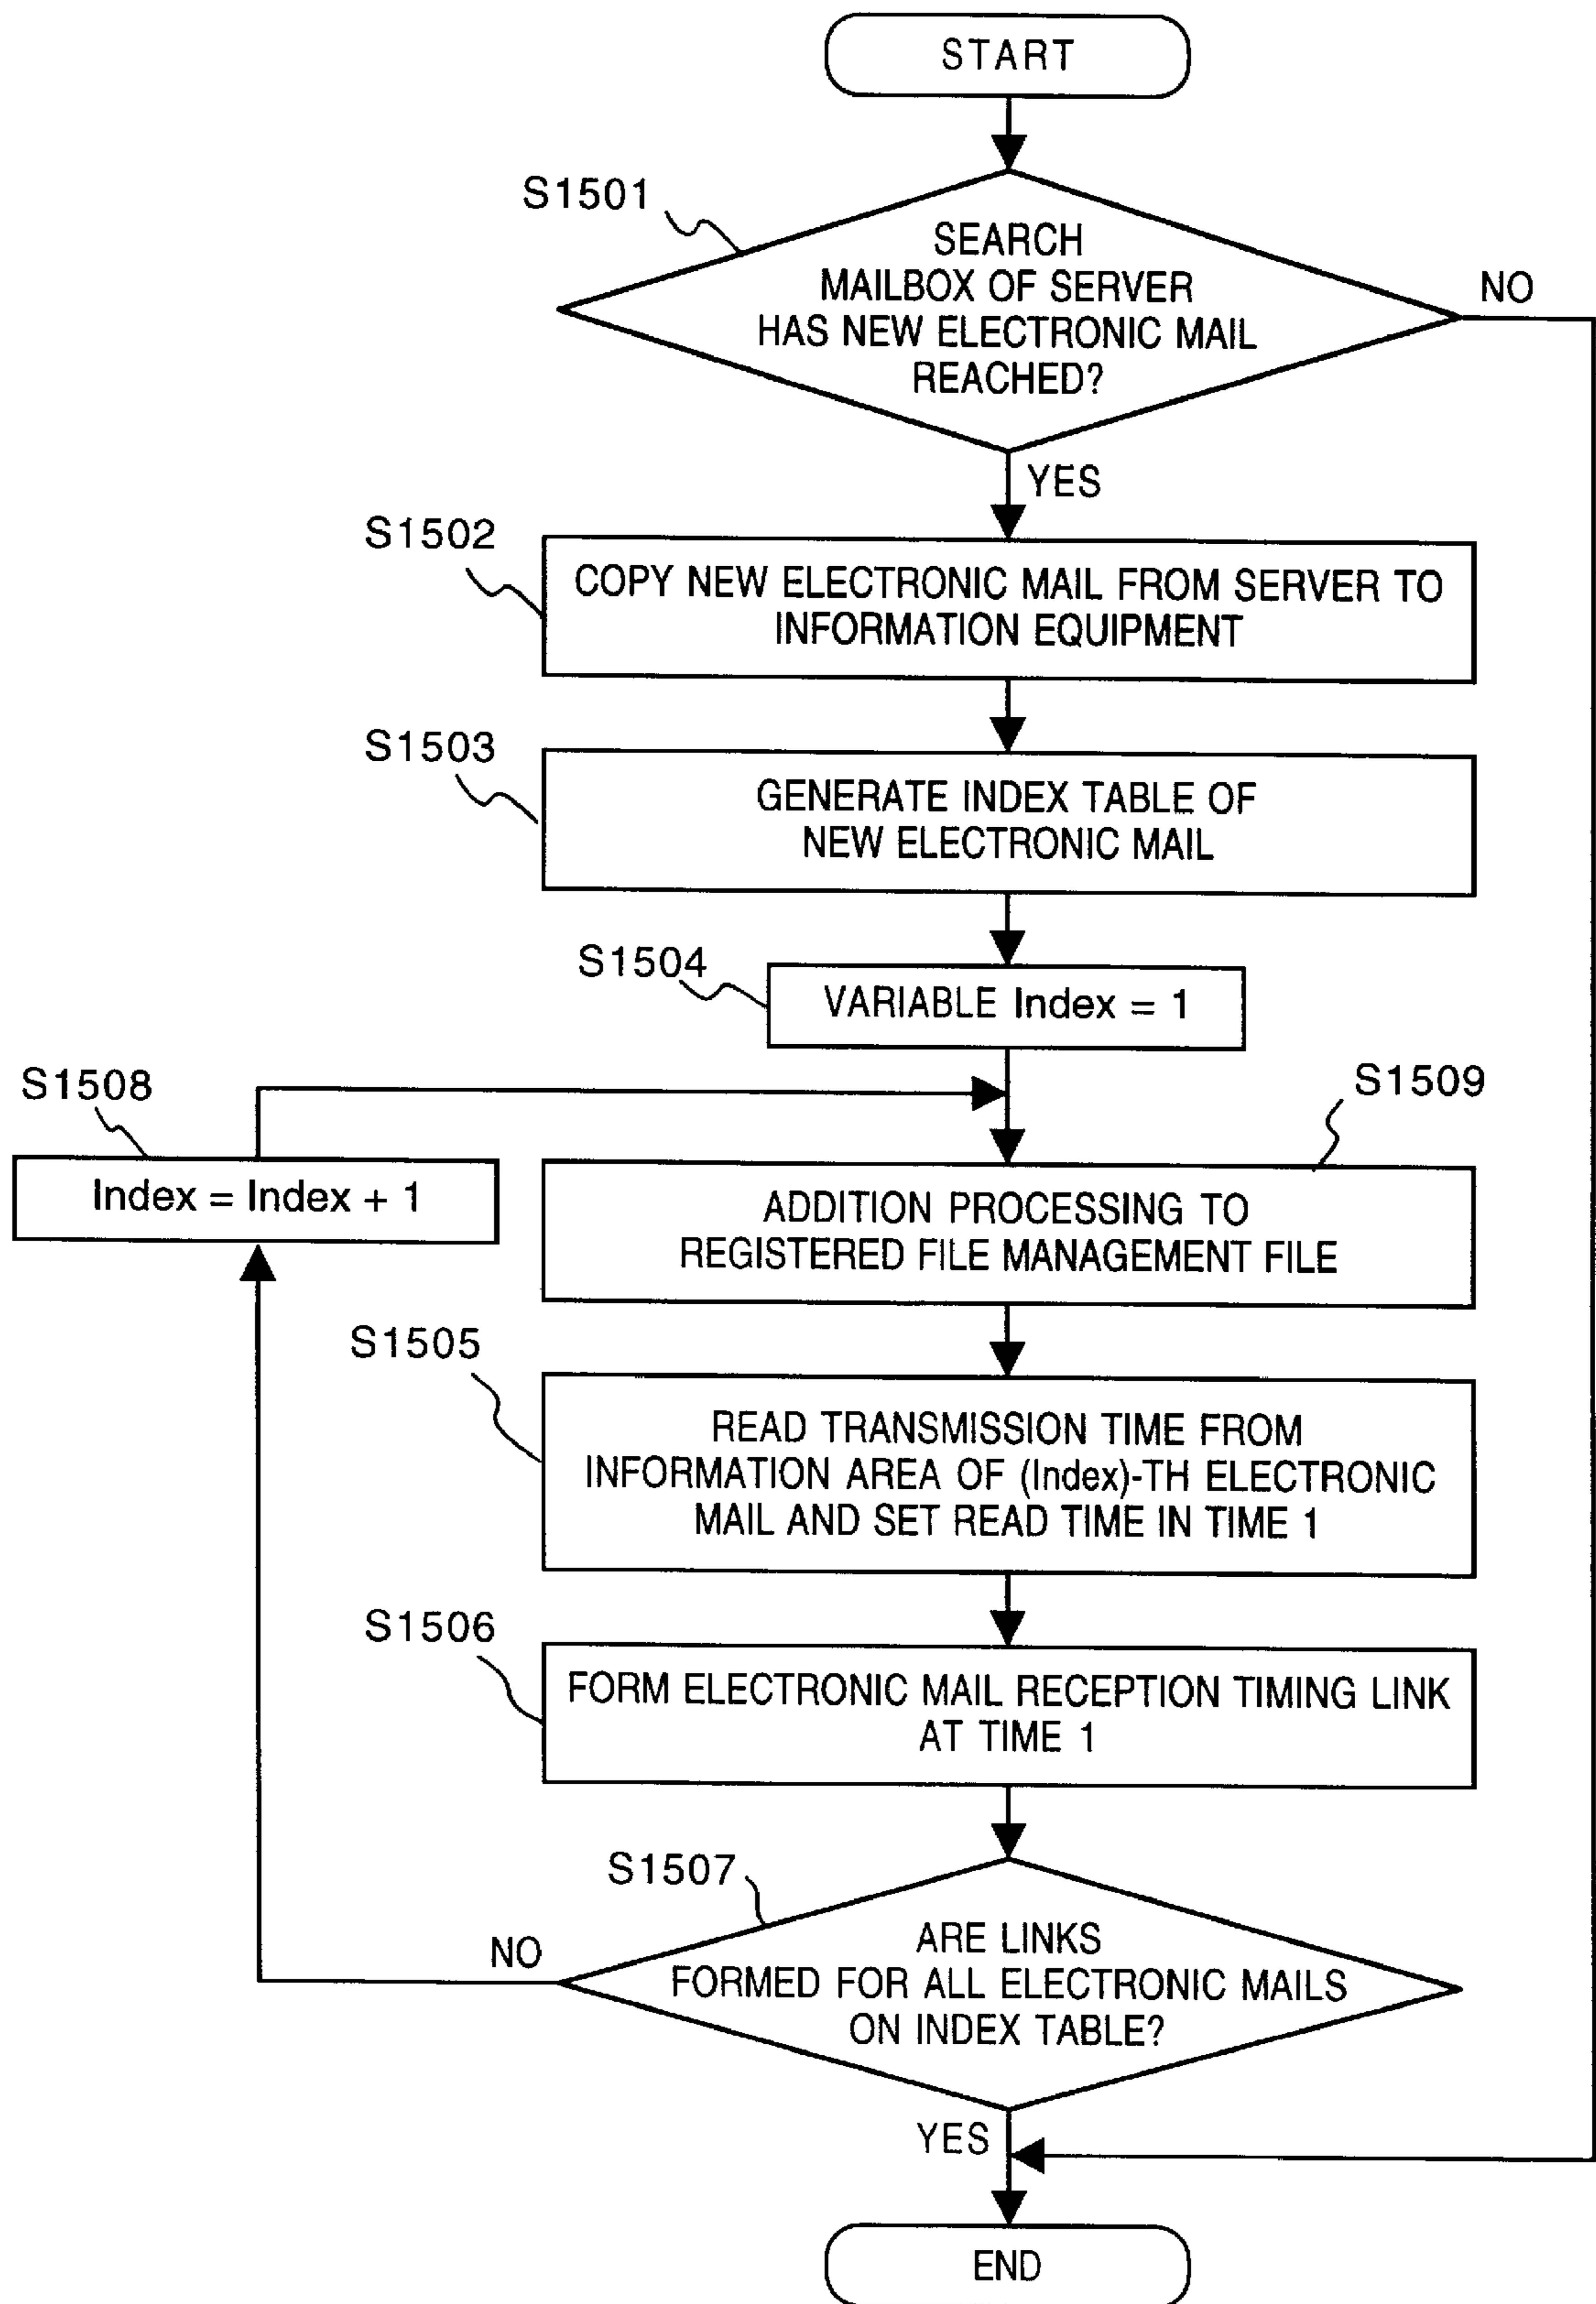 START
S1501
SEARCH
MAILBOX OF SERVER
HAS NEW ELECTRONIC MAIL
REACHED?
NO
YES
S1502
COPY NEW ELECTRONIC MAIL FROM SERVER TO
INFORMATION EQUIPMENT
S1503
GENERATE INDEX TABLE OF
NEW ELECTRONIC MAIL
S1504
VARIABLE Index = 1
S1508
Index = Index + 1
S1509
ADDITION PROCESSING TO
REGISTERED FILE MANAGEMENT FILE
S1505
READ TRANSMISSION TIME FROM
INFORMATION AREA OF (Index)-TH ELECTRONIC
MAIL AND SET READ TIME IN TIME 1
S1506
FORM ELECTRONIC MAIL RECEPTION TIMING LINK
AT TIME 1
S1507
ARE LINKS
FORMED FOR ALL ELECTRONIC MAILS
ON INDEX TABLE?
NO
YES
END